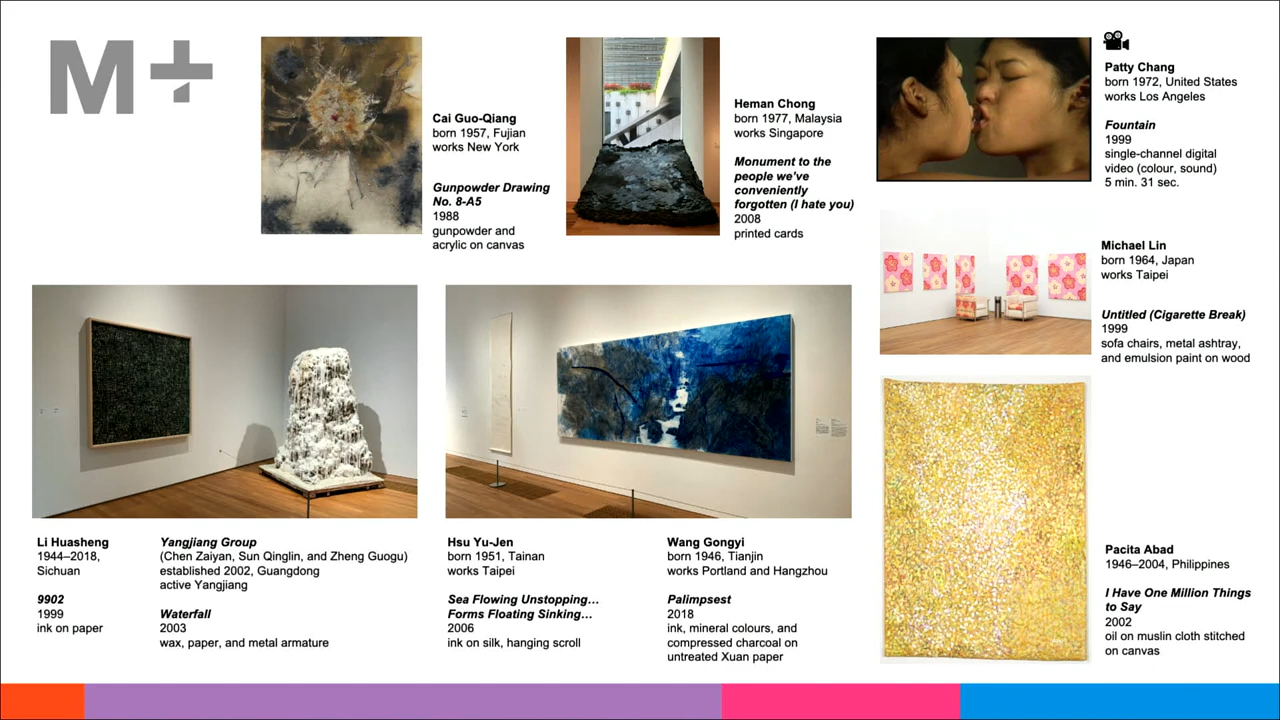 M+
Cai Guo-Qiang
born 1957, Fujian
works New York
Gunpowder Drawing
No. 8-A5
1988
gunpowder and
acrylic on canvas
Heman Chong
born 1977, Malaysia
works Singapore
Monument to the
people we’ve
conveniently
forgotten (I hate you)
2008
printed cards
Patty Chang
born 1972, United States
works Los Angeles
Fountain
1999
single-channel digital
video (colour, sound)
5 min. 31 sec.
Michael Lin
born 1964, Japan
works Taipei
Untitled (Cigarette Break)
1999
sofa chairs, metal ashtray,
and emulsion paint on wood
Li Huasheng
1944–2018,
Sichuan
9902
1999
ink on paper
Yangjiang Group
(Chen Zaiyan, Sun Qinglin, and Zheng Guogu)
established 2002, Guangdong
active Yangjiang
Waterfall
2003
wax, paper, and metal armature
Hsu Yu-Jen
born 1951, Tainan
works Taipei
Sea Flowing Unstopping…
Forms Floating Sinking…
2006
ink on silk, hanging scroll
Wang Gongyi
born 1946, Tianjin
works Portland and Hangzhou
Palimpsest
2018
ink, mineral colours, and
compressed charcoal on
untreated Xuan paper
Pacita Abad
1946–2004, Philippines
I Have One Million Things
to Say
2002
oil on muslin cloth stitched
on canvas